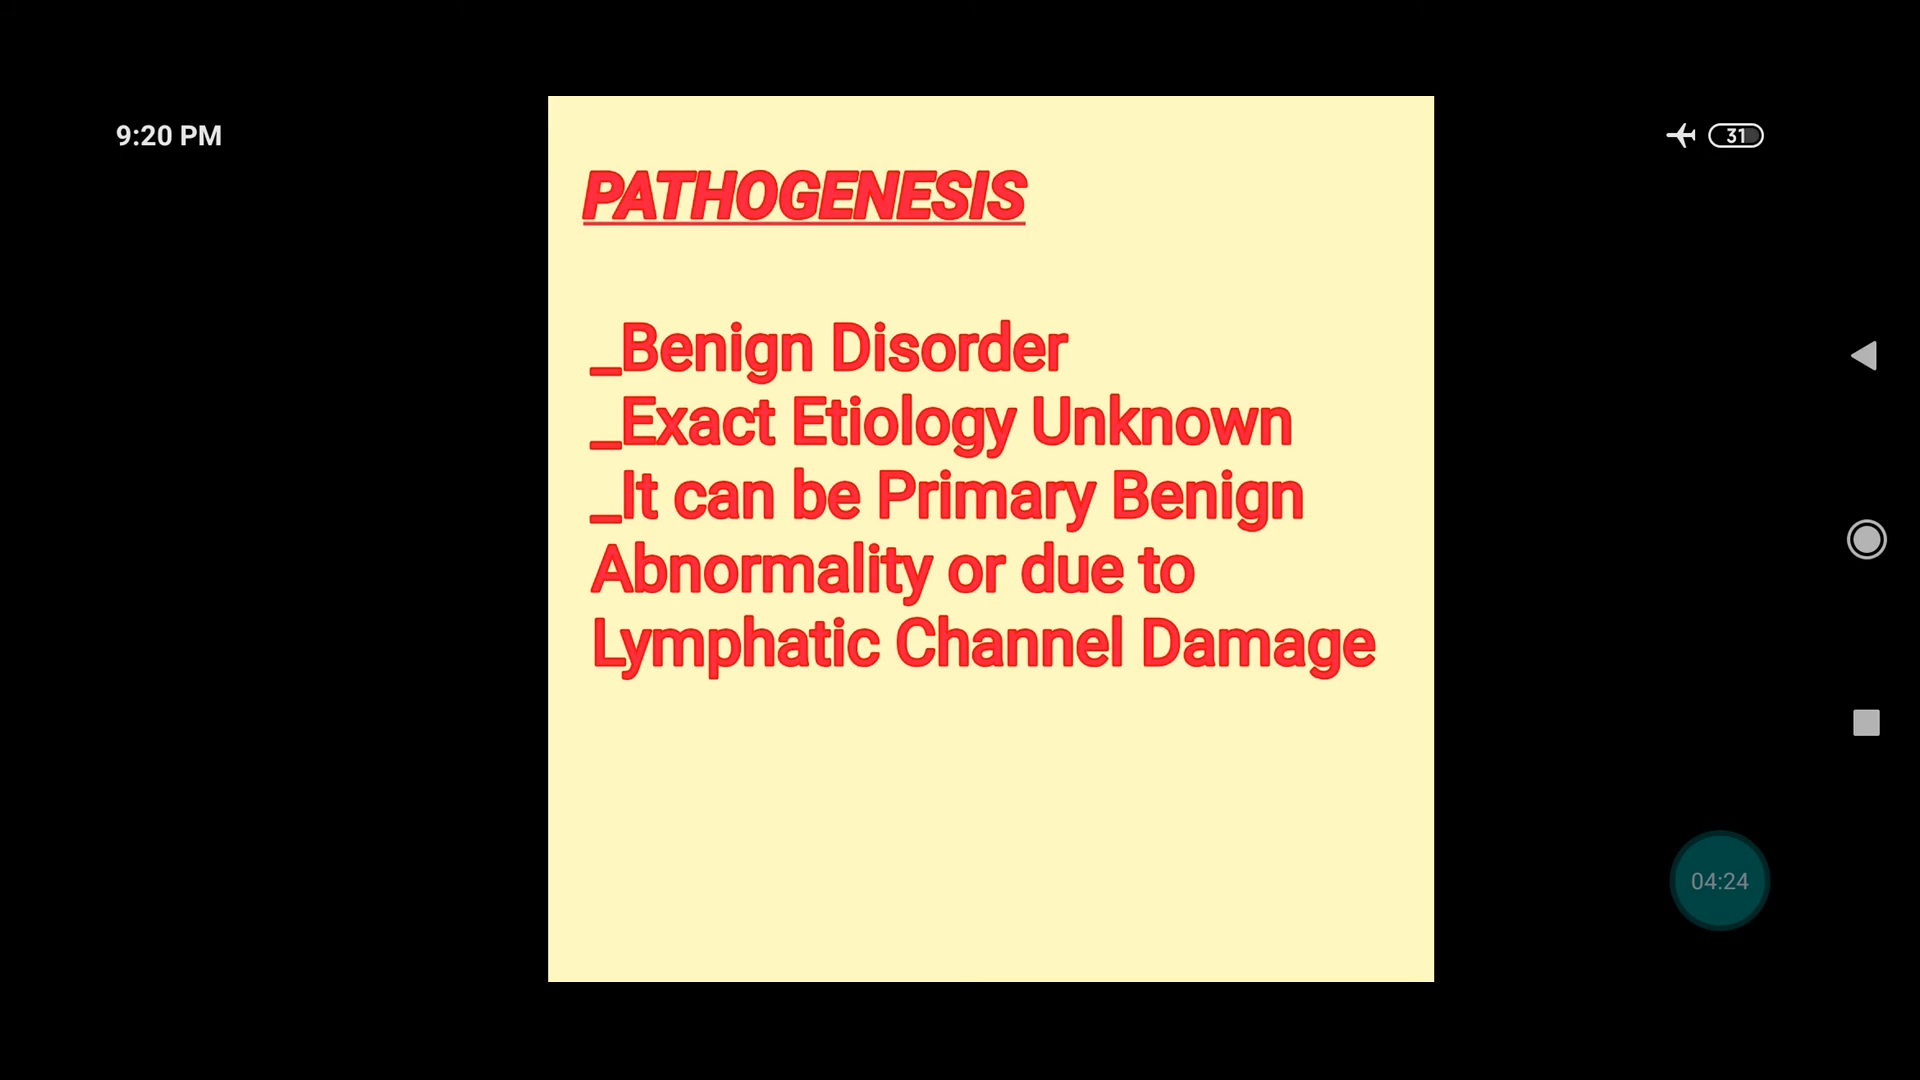 9:20 PM
31
PATHOGENESIS
_Benign Disorder
_Exact Etiology Unknown
_It can be Primary Benign
Abnormality or due to
Lymphatic Channel Damage
04:24